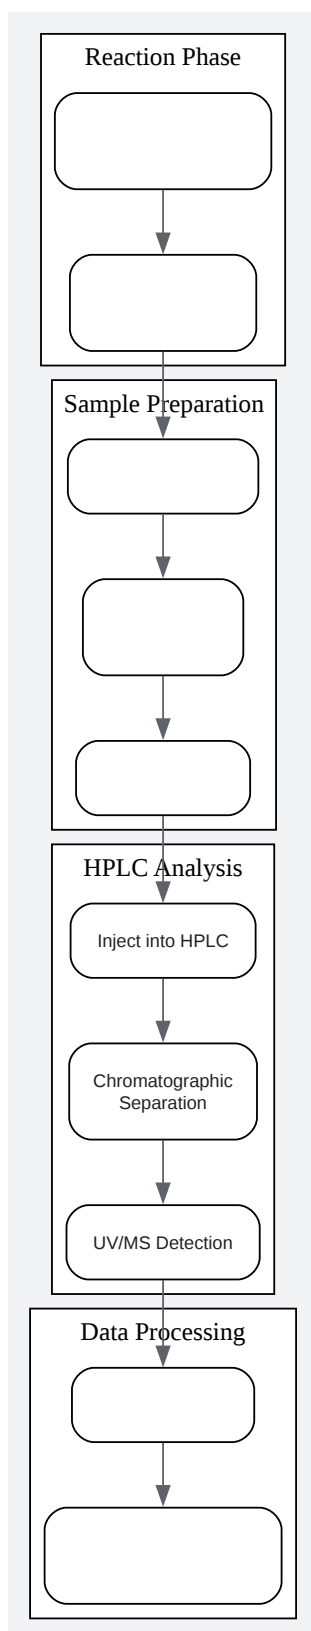 Reaction Phase
Sample Preparation
HPLC Analysis
Inject into HPLC
Chromatographic
Separation
UV/MS Detection
Data Processing